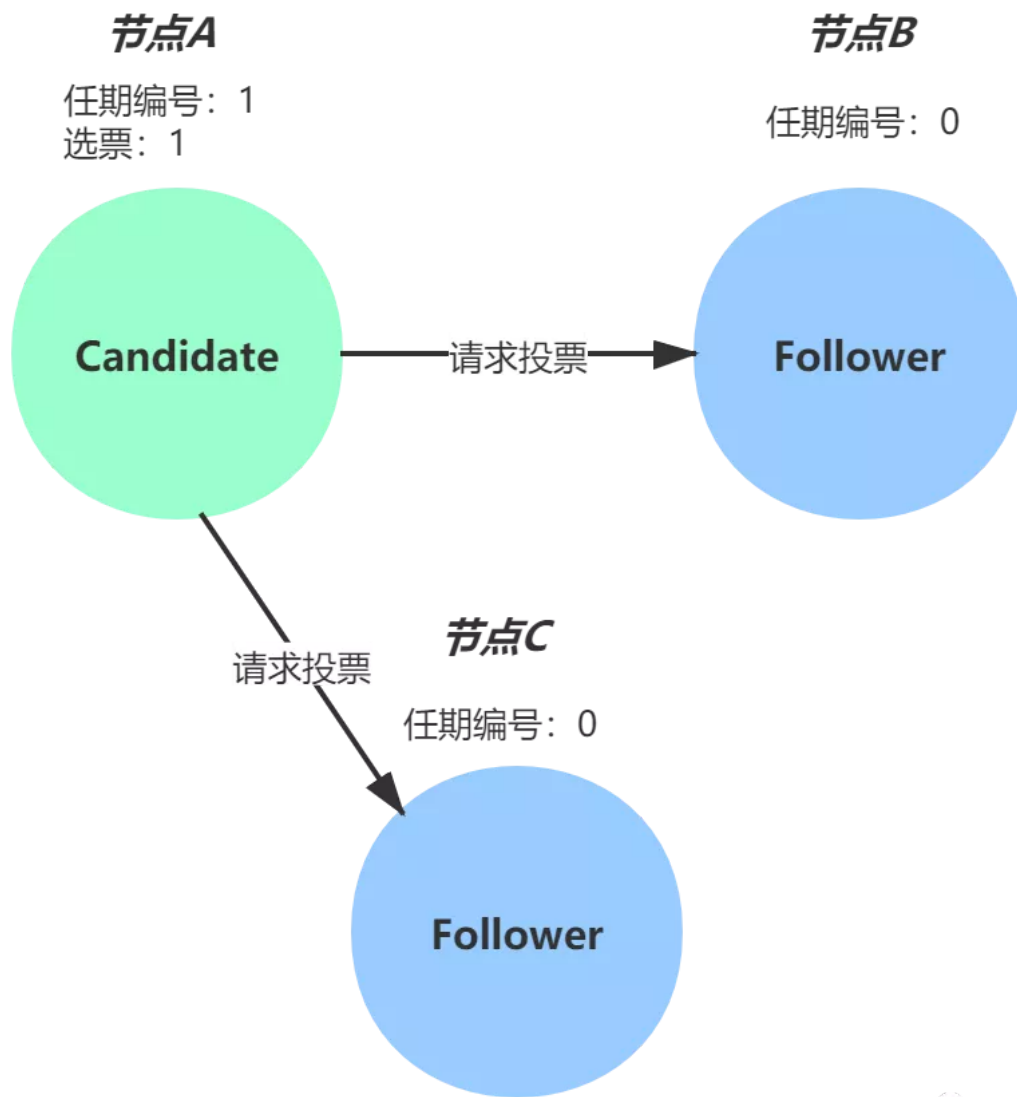 节点A
任期编号：1
选票：1
节点B
任期编号：0
Candidate
请求投票
Follower
节点C
请求投票
任期编号：0
Follower